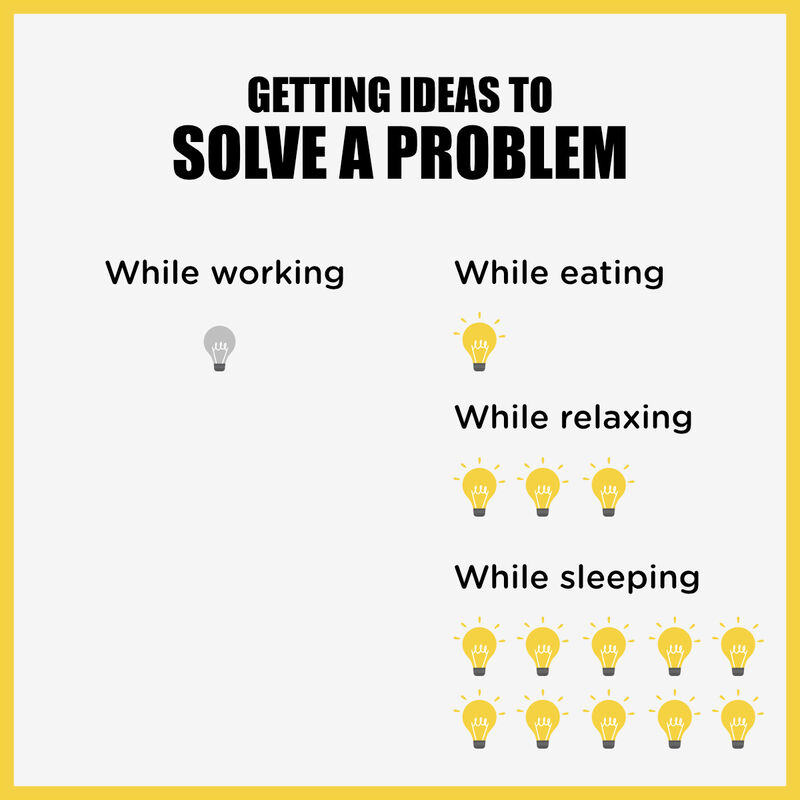 GETTING IDEAS TO
SOLVE A PROBLEM
While working
While eating
While relaxing
While sleeping